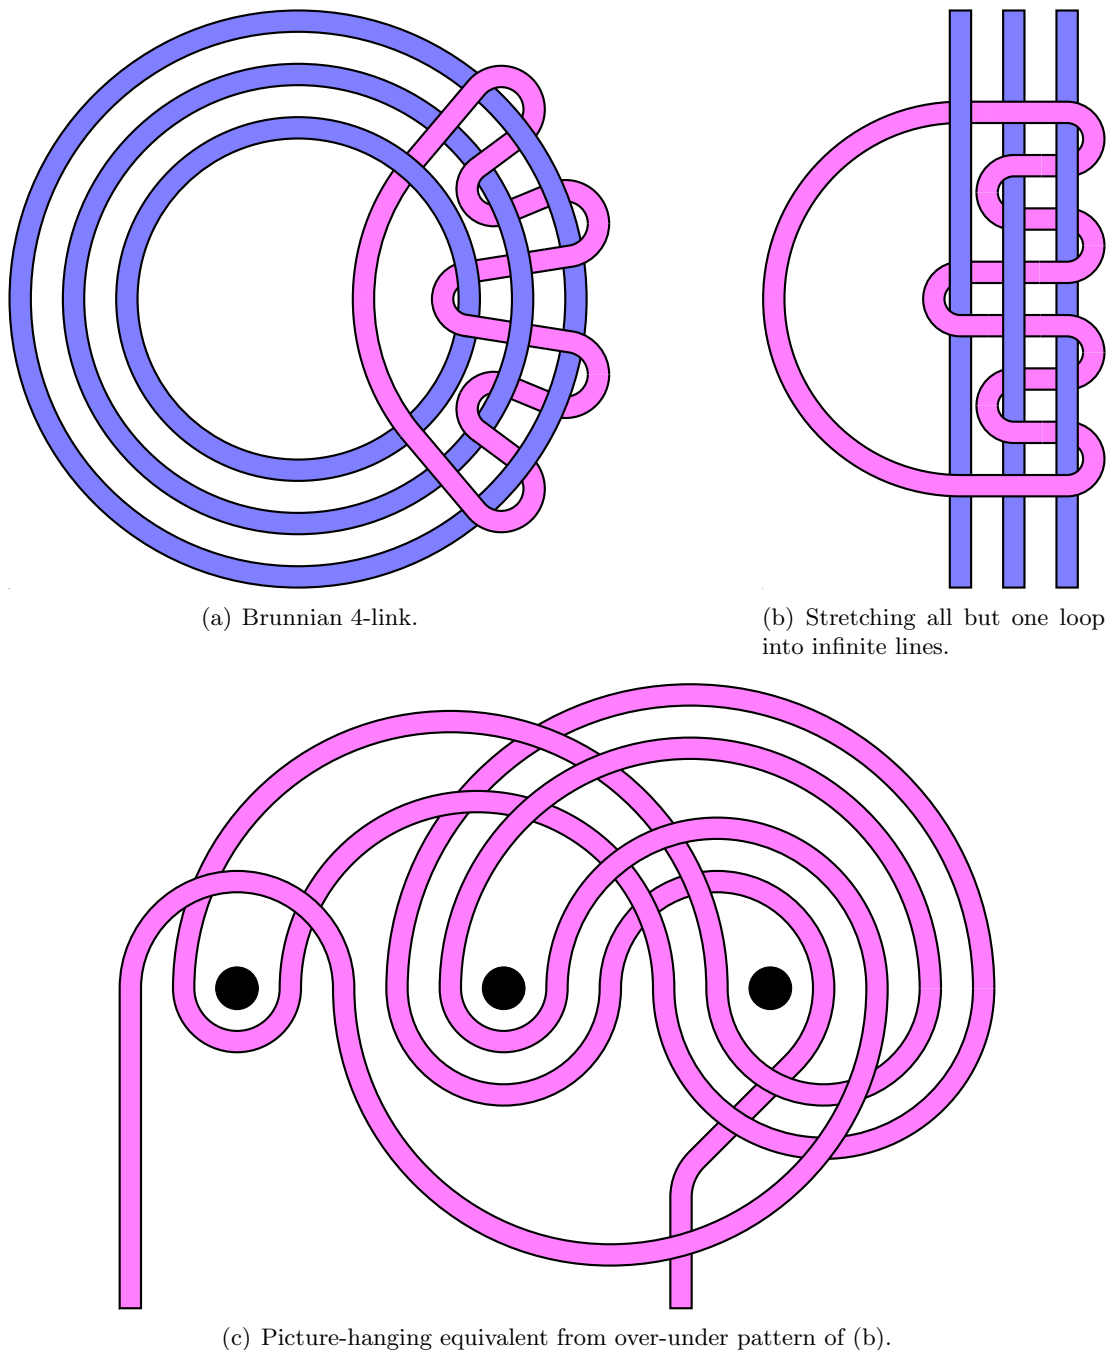 (a) Brunnian 4-link.
(b) Stretching all but one loop
into infinite lines.
(c) Picture-hanging equivalent from over-under pattern of (b).